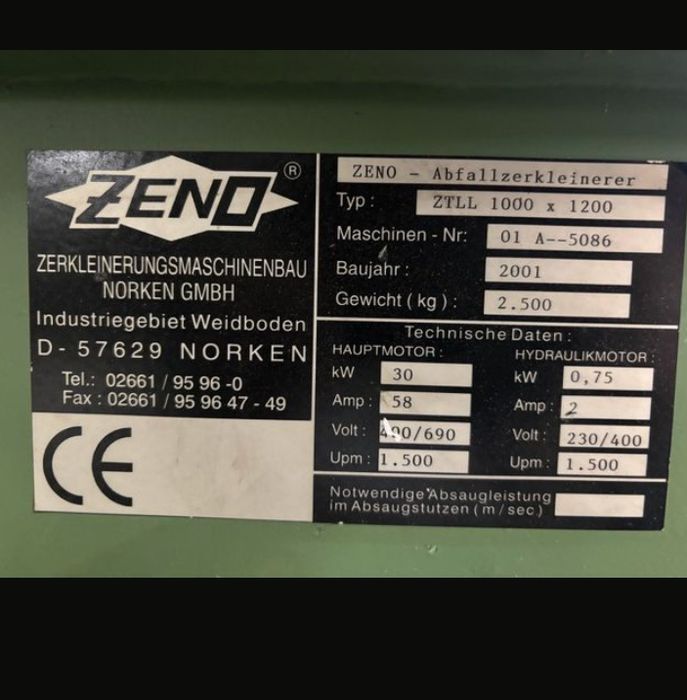 ZENO ®
ZERKLEINERUNGSMASCHINENBAU
NORKEN GMBH
Industriegebiet Weidboden
D- 57629 NORKEN
Tel.: 02661 / 95 96 -0
Fax : 02661 / 95 96 47 - 49
CE
ZENO - Abfallzerkleinerer
Typ : ZTLL 1000 x 1200
Maschinen - Nr: 01 A--5086
Baujahr : 2001
Gewicht ( kg ) : 2.500
Technische Daten :
HAUPTMOTOR : HYDRAULIKMOTOR :
kW 30 kW 0,75
Amp : 58 Amp : 2
Volt : 400/690 Volt : 230/400
Upm : 1.500 Upm : 1.500
Notwendige Absaugleistung
im Absaugstutzen ( m / sec )